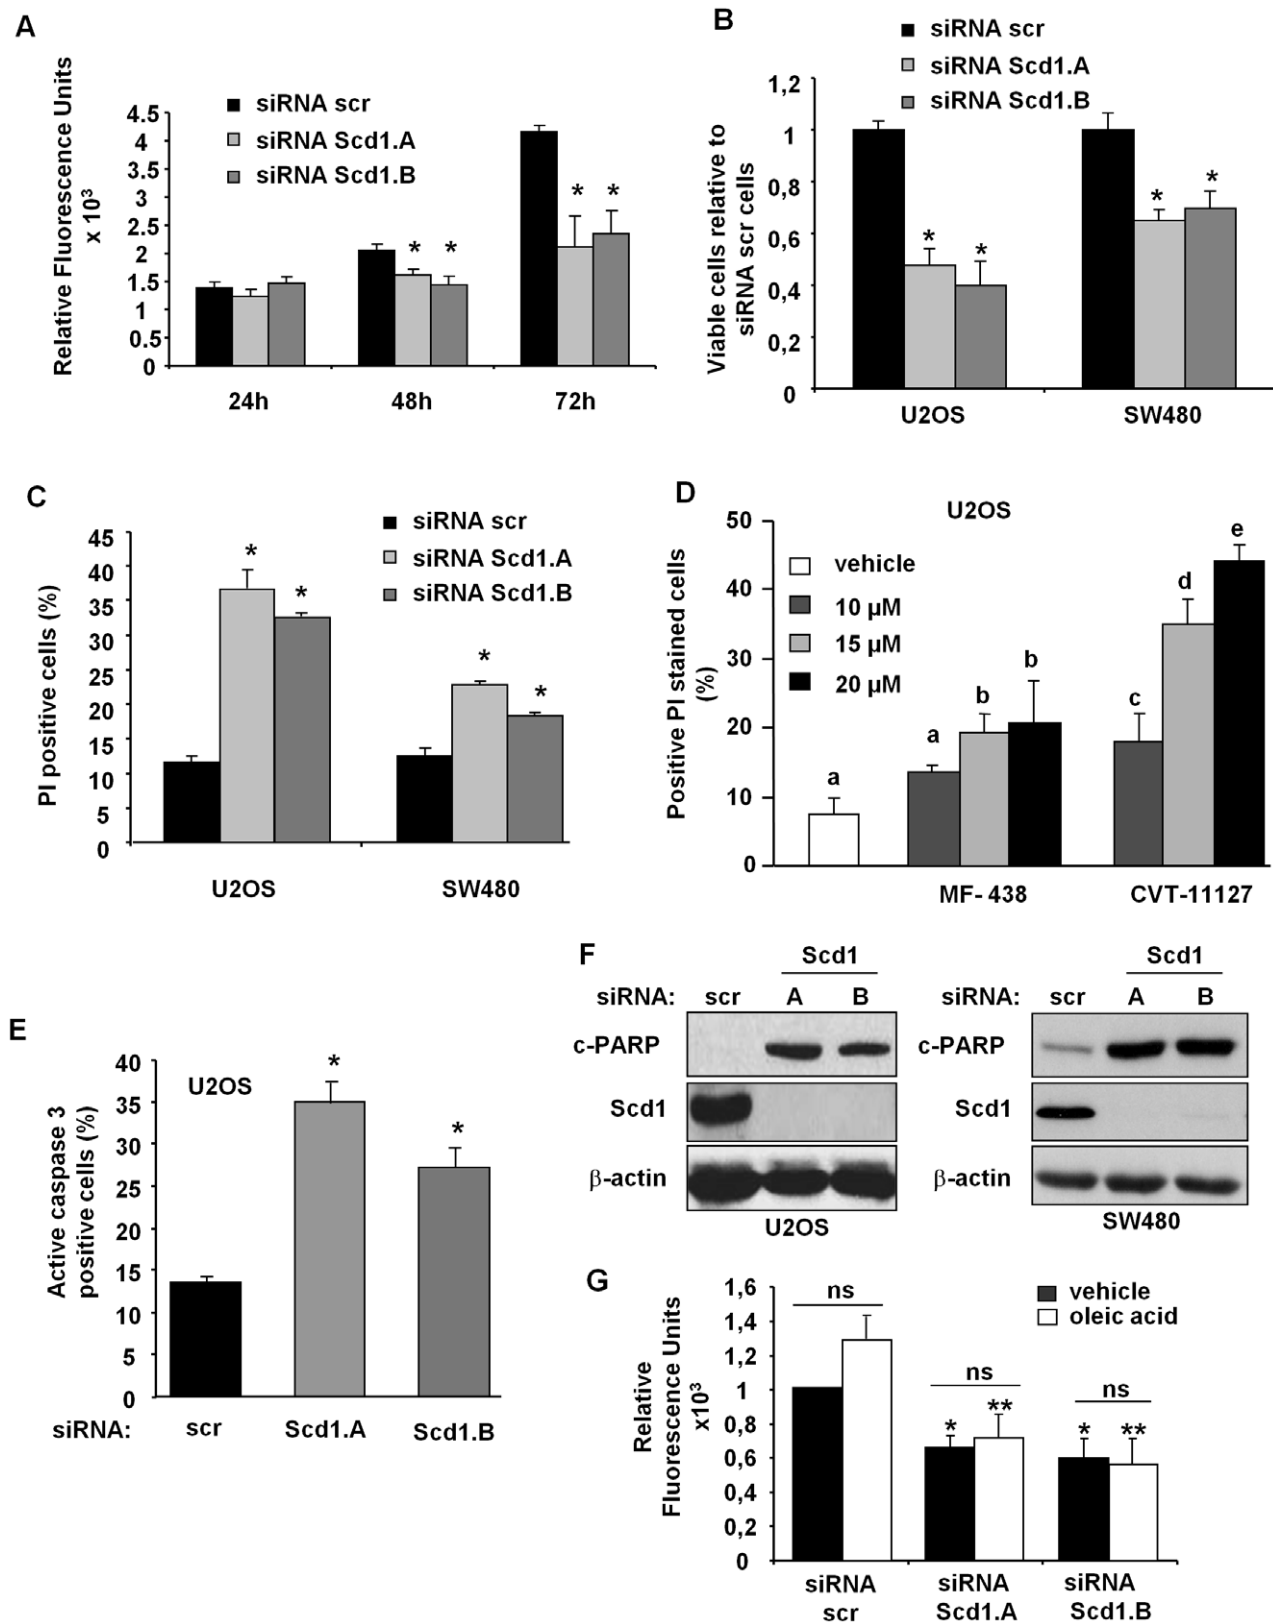 A
Relative Fluorescence Units
x 10³
siRNA scr
siRNA Scd1.A
siRNA Scd1.B
4.5
4
3.5
3
2.5
2
1.5
1
0.5
0
* *
* *
24h 48h 72h
B
siRNA scr
siRNA Scd1.A
siRNA Scd1.B
Viable cells relative to
siRNA scr cells
1,2
1
0,8
0,6
0,4
0,2
0
* *
* *
U2OS SW480
C
siRNA scr
siRNA Scd1.A
siRNA Scd1.B
PI positive cells (%)
45
40
35
30
25
20
15
10
5
0
* *
* *
U2OS SW480
D
U2OS
vehicle
10 µM
15 µM
20 µM
Positive PI stained cells
(%)
50
40
30
20
10
0
a
a b b
c d e
MF- 438 CVT-11127
E
U2OS
Active caspase 3
positive cells (%)
40
35
30
25
20
15
10
5
0
* *
siRNA: scr Scd1.A Scd1.B
F
Scd1
siRNA: scr A B
c-PARP
Scd1
β-actin
U2OS
Scd1
siRNA: scr A B
c-PARP
Scd1
β-actin
SW480
G
vehicle
oleic acid
Relative
Fluorescence Units
x10³
1,6
1,4
1,2
1
0,8
0,6
0,4
0,2
0
ns
ns
ns
* **
* **
siRNA
scr
siRNA
Scd1.A
siRNA
Scd1.B